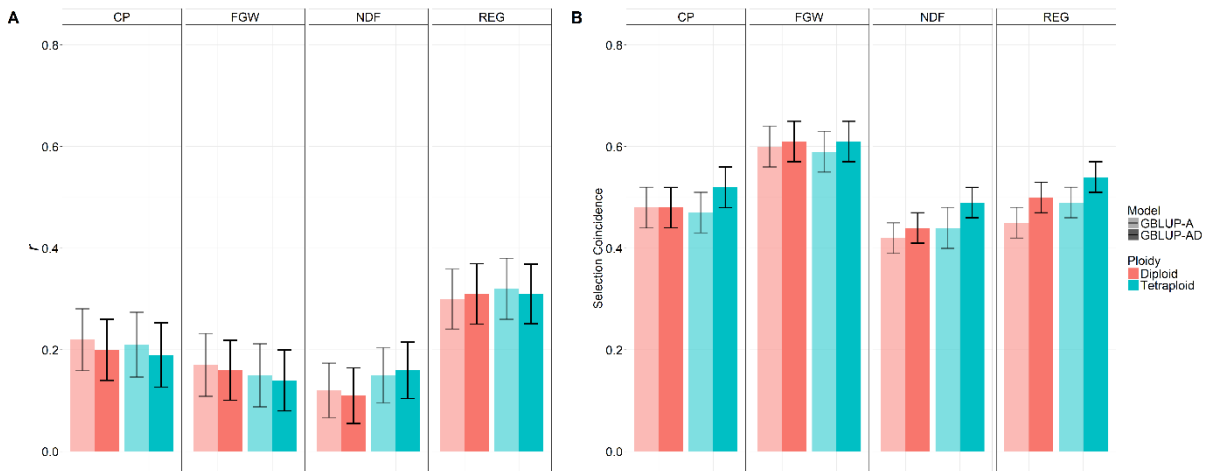 A
CP FGW NDF REG
0.8
0.6
0.4
0.2
0.0
r
B
CP FGW NDF REG
0.8
0.6
0.4
0.2
0.0
Selection Coincidence
Model
GBLUP-A
GBLUP-AD
Ploidy
Diploid
Tetraploid